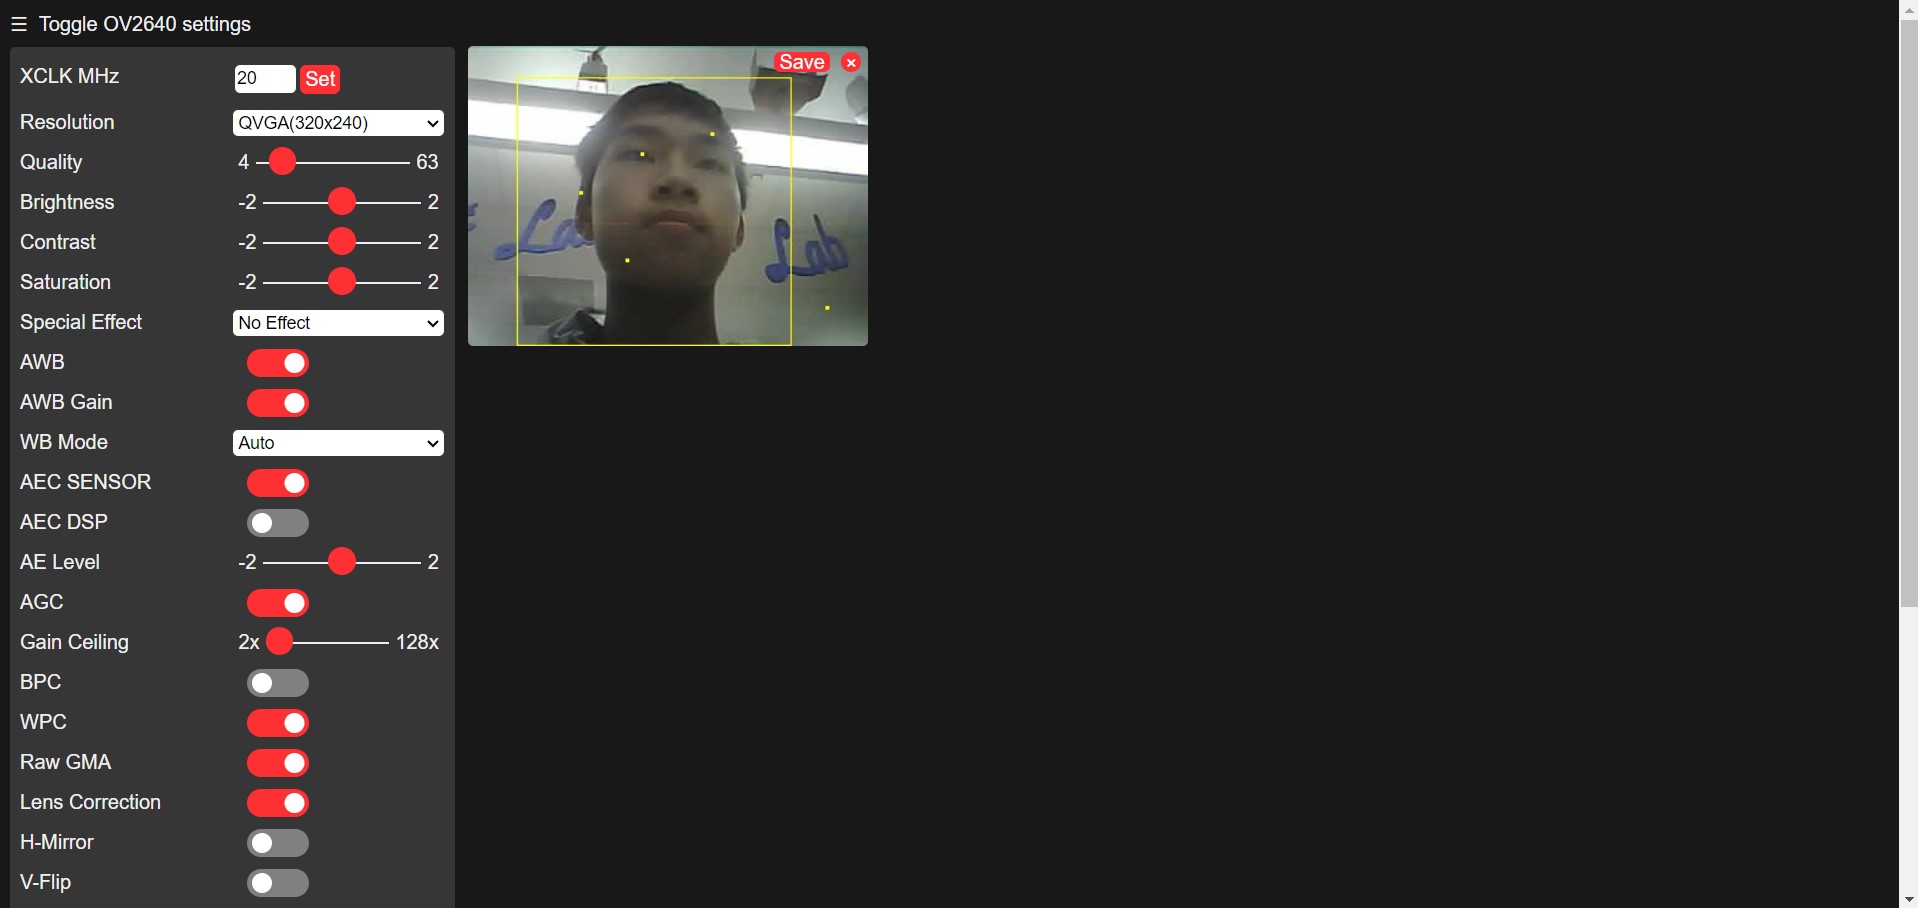 ☰ Toggle OV2640 settings
XCLK MHz 20 Set
Resolution QVGA(320x240)
Quality 4 63
Brightness -2 2
Contrast -2 2
Saturation -2 2
Special Effect No Effect
AWB
AWB Gain
WB Mode Auto
AEC SENSOR
AEC DSP
AE Level -2 2
AGC
Gain Ceiling 2x 128x
BPC
WPC
Raw GMA
Lens Correction
H-Mirror
V-Flip
Save ×
Lab